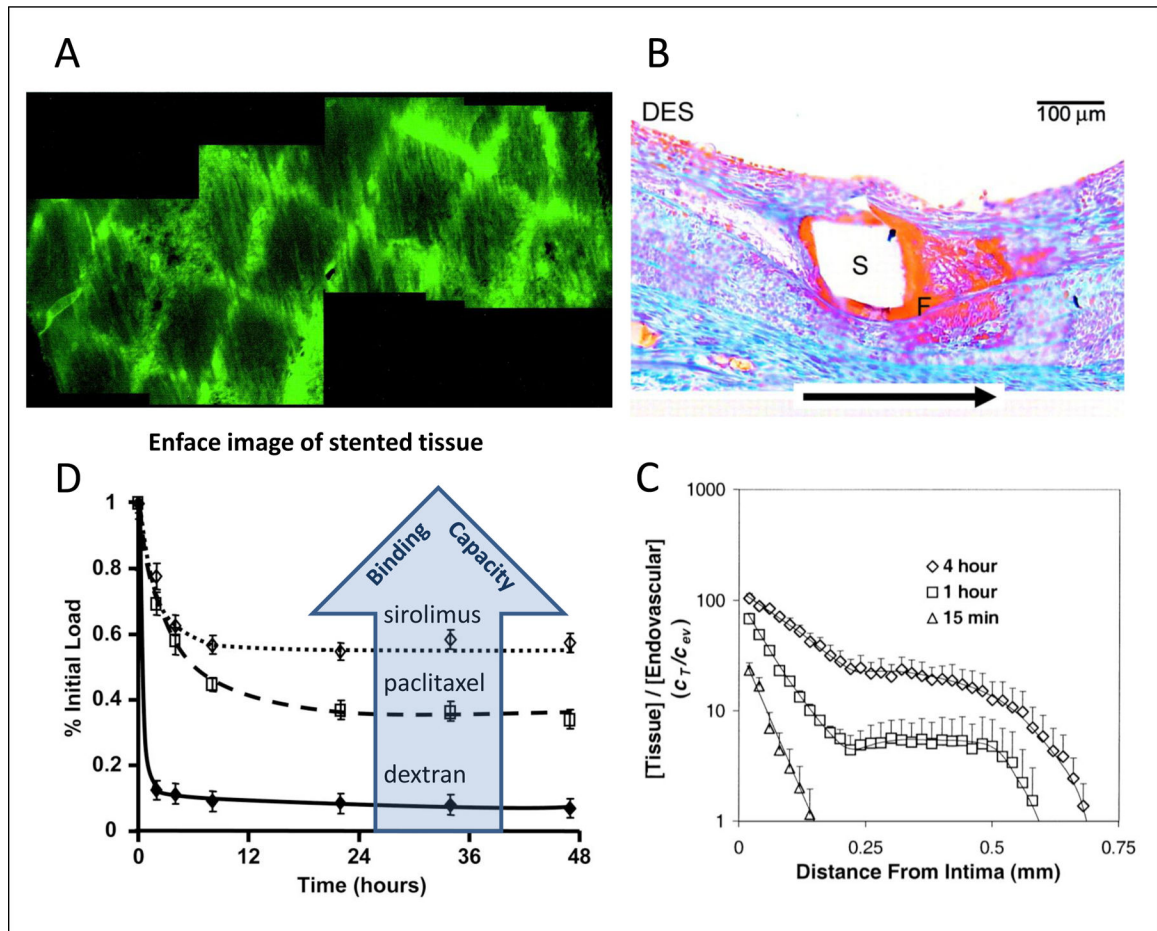 A
B
DES
100 μm
S
F
Enface image of stented tissue
D
% Initial Load
1
0.8
0.6
0.4
0.2
0
0
12
24
36
48
Time (hours)
Binding
Capacity
sirolimus
paclitaxel
dextran
C
[Tissue] / [Endovascular]
(c_T/c_ev)
1000
100
10
1
4 hour
1 hour
15 min
0
0.25
0.5
0.75
Distance From Intima (mm)